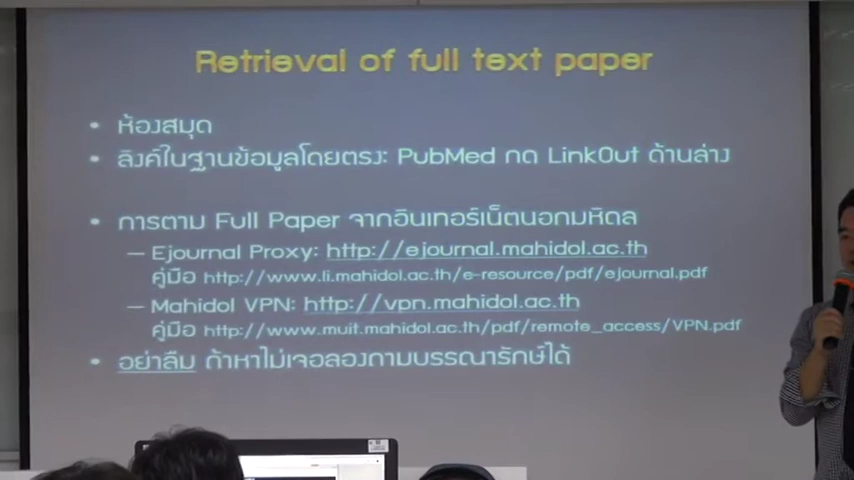 Retrieval of full text paper
• ห้องสมุด
• ลิงค์ในฐานข้อมูลโดยตรง: PubMed กด LinkOut ด้านล่าง
• การตาม Full Paper จากอินเทอร์เน็ตนอกมหิดล
– Ejournal Proxy: http://ejournal.mahidol.ac.th
คู่มือ http://www.li.mahidol.ac.th/e-resource/pdf/ejournal.pdf
– Mahidol VPN: http://vpn.mahidol.ac.th
คู่มือ http://www.muit.mahidol.ac.th/pdf/remote_access/VPN.pdf
• อย่าลืม ถ้าหาไม่เจอลองถามบรรณารักษ์ได้